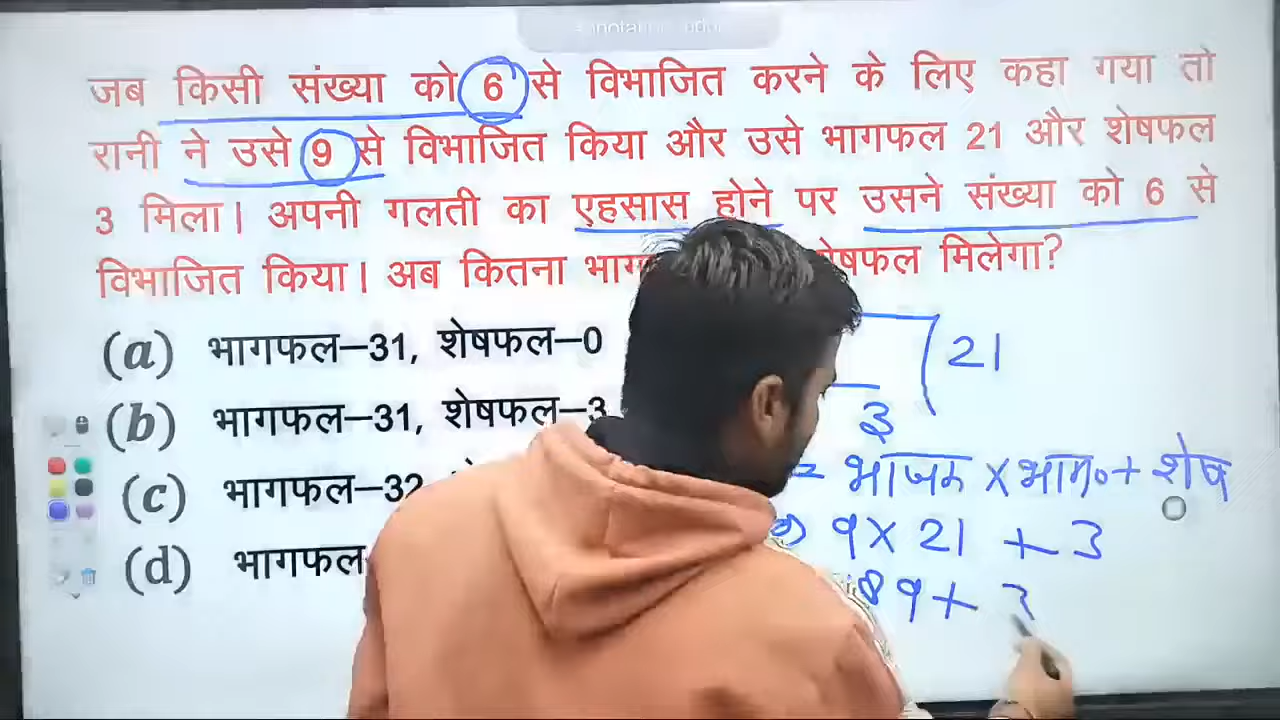 जब किसी संख्या को 6 से विभाजित करने के लिए कहा गया तो
रानी ने उसे 9 से विभाजित किया और उसे भागफल 21 और शेषफल
3 मिला। अपनी गलती का एहसास होने पर उसने संख्या को 6 से
विभाजित किया। अब कितना शेषफल मिलेगा?
(a) भागफल–31, शेषफल–0
(b) भागफल–31, शेषफल–3
(c) भागफल–32
(d) भागफल
21
3
= भाजक × भाग० + शेष
9 × 21 + 3
89 + 3